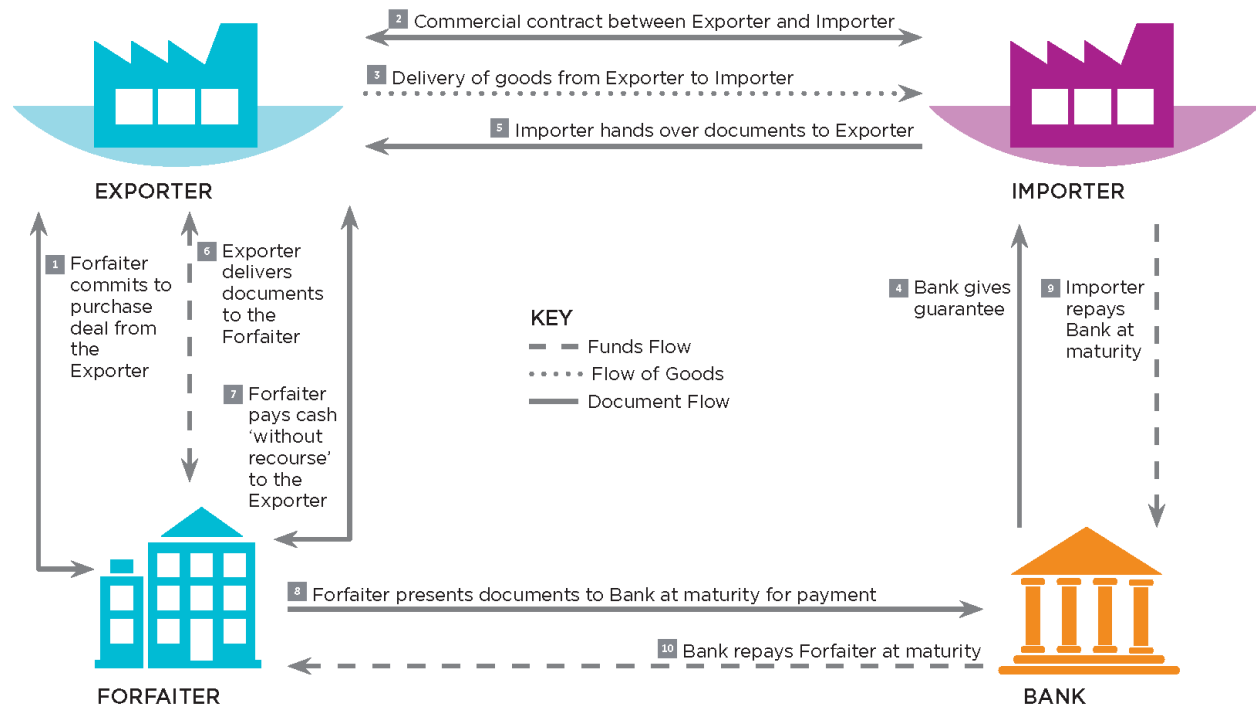 2 Commercial contract between Exporter and Importer
3 Delivery of goods from Exporter to Importer
5 Importer hands over documents to Exporter
EXPORTER
IMPORTER
1 Forfaiter
commits to
purchase
deal from
the
Exporter
6 Exporter
delivers
documents
to the
Forfaiter
7 Forfaiter
pays cash
‘without
recourse’
to the
Exporter
KEY
Funds Flow
Flow of Goods
Document Flow
4 Bank gives
guarantee
9 Importer
repays
Bank at
maturity
8 Forfaiter presents documents to Bank at maturity for payment
10 Bank repays Forfaiter at maturity
FORFAITER
BANK